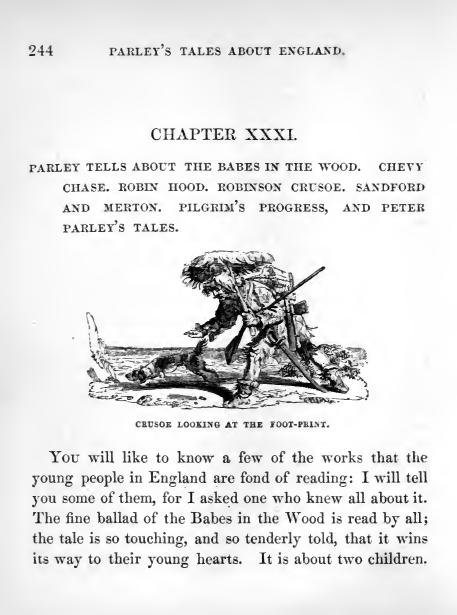 244 PARLEY'S TALES ABOUT ENGLAND.
CHAPTER XXXI.
PARLEY TELLS ABOUT THE BABES IN THE WOOD. CHEVY
CHASE. ROBIN HOOD. ROBINSON CRUSOE. SANDFORD
AND MERTON. PILGRIM'S PROGRESS, AND PETER
PARLEY'S TALES.
CRUSOE LOOKING AT THE FOOT-PRINT.
You will like to know a few of the works that the
young people in England are fond of reading: I will tell
you some of them, for I asked one who knew all about it.
The fine ballad of the Babes in the Wood is read by all;
the tale is so touching, and so tenderly told, that it wins
its way to their young hearts. It is about two children.